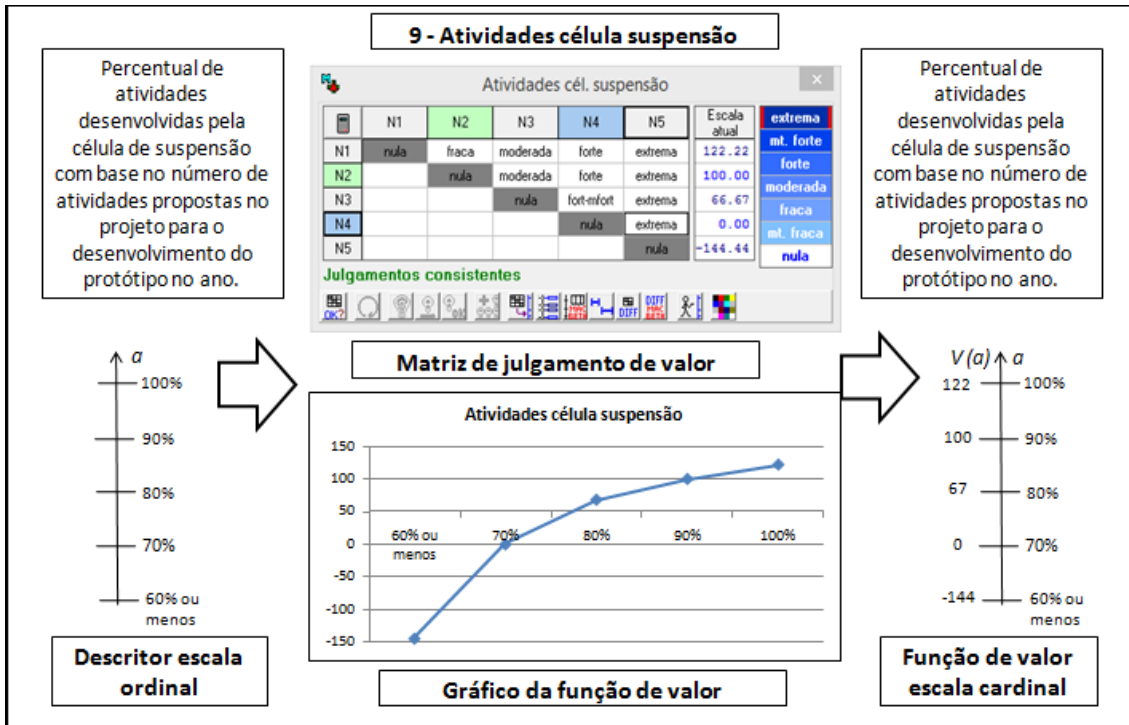 9 - Atividades célula suspensão
Percentual de
atividades
desenvolvidas pela
célula de suspensão
com base no número de
atividades propostas no
projeto para o
desenvolvimento do
protótipo no ano.
Atividades cél. suspensão
N1 N2 N3 N4 N5 Escala atual
N1 nula fraca moderada forte extrema 122.22
N2 nula moderada forte extrema 100.00
N3 nula fort-mfort extrema 66.67
N4 nula extrema 0.00
N5 nula -144.44
extrema
mt. forte
forte
moderada
fraca
mt. fraca
nula
Julgamentos consistentes
OK? OK DIFF DIFF
Percentual de
atividades
desenvolvidas pela
célula de suspensão
com base no número de
atividades propostas no
projeto para o
desenvolvimento do
protótipo no ano.
a
100%
90%
80%
70%
60% ou
menos
Descritor escala
ordinal
Matriz de julgamento de valor
Atividades célula suspensão
150
100
50
0
-50
-100
-150
60% ou
menos
70% 80% 90% 100%
Gráfico da função de valor
V(a) a
122 100%
100 90%
67 80%
0 70%
-144 60% ou
menos
Função de valor
escala cardinal